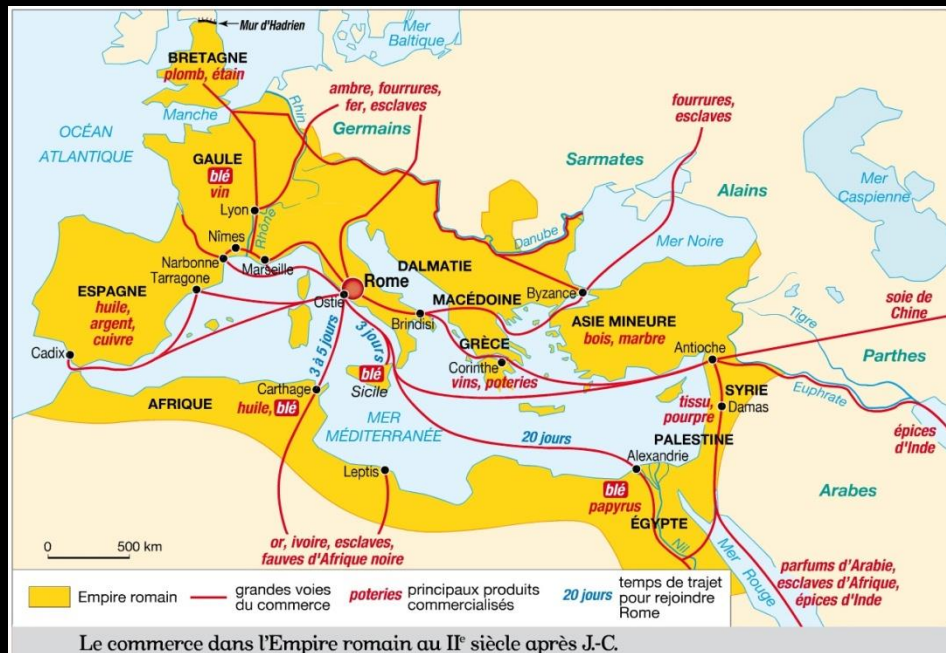 Mur d'Hadrien
Mer
Baltique
BRETAGNE
plomb, étain
ambre, fourrures,
fer, esclaves
fourrures,
esclaves
Manche
Rhin
Germains
OCÉAN
ATLANTIQUE
GAULE
blé
vin
Sarmates
Alains
Mer
Caspienne
Lyon
Rhône
Danube
Mer Noire
Nîmes
Narbonne
Marseille
Tarragone
Rome
Ostie
DALMATIE
Byzance
MACÉDOINE
Brindisi
ESPAGNE
huile,
argent,
cuivre
ASIE MINEURE
bois, marbre
soie de
Chine
Tigre
GRÈCE
Corinthe
vins, poteries
Antioche
Parthes
Cadix
3 à 5 jours
3 jours
blé
Sicile
Carthage
AFRIQUE
huile, blé
SYRIE
Damas
tissu,
pourpre
Euphrate
MER
MÉDITERRANÉE
20 jours
PALESTINE
épices
d'Inde
Leptis
Alexandrie
blé
papyrus
ÉGYPTE
Nil
Arabes
or, ivoire, esclaves,
fauves d'Afrique noire
Mer Rouge
parfums d'Arabie,
esclaves d'Afrique,
épices d'Inde
0 500 km
Empire romain
grandes voies
du commerce
poteries principaux produits
commercialisés
20 jours temps de trajet
pour rejoindre
Rome
Le commerce dans l'Empire romain au IIe siècle après J.-C.